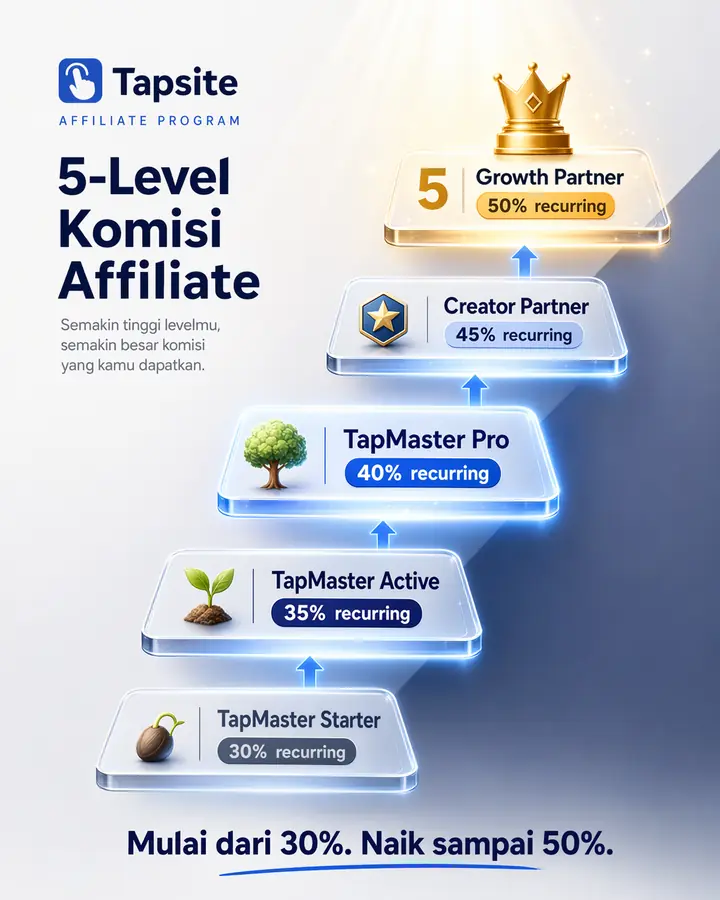 Tapsite
AFFILIATE PROGRAM
5-Level
Komisi
Affiliate
Semakin tinggi levelmu,
semakin besar komisi
yang kamu dapatkan.
5
Growth Partner
50% recurring
Creator Partner
45% recurring
TapMaster Pro
40% recurring
TapMaster Active
35% recurring
TapMaster Starter
30% recurring
Mulai dari 30%. Naik sampai 50%.